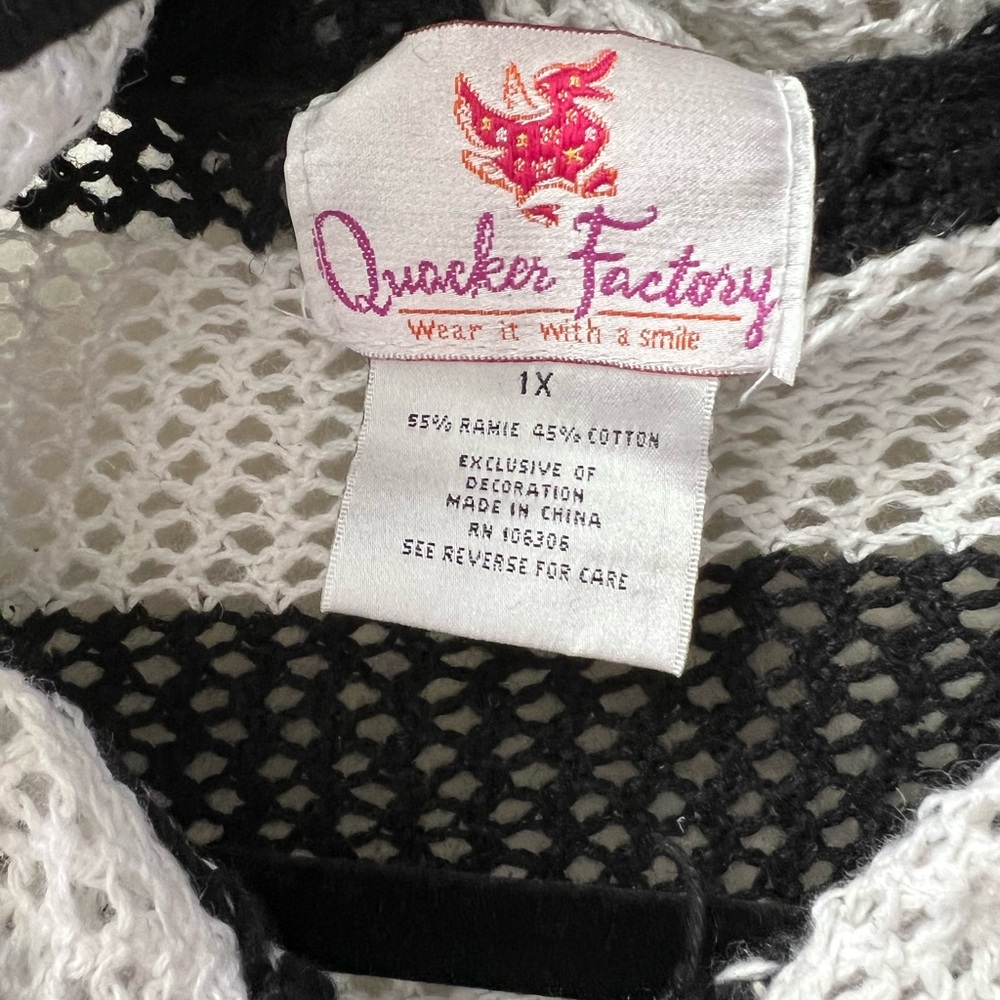 Quacker Factory
Wear it with a smile
1X
55% RAMIE 45% COTTON
EXCLUSIVE OF
DECORATION
MADE IN CHINA
RN 106306
SEE REVERSE FOR CARE